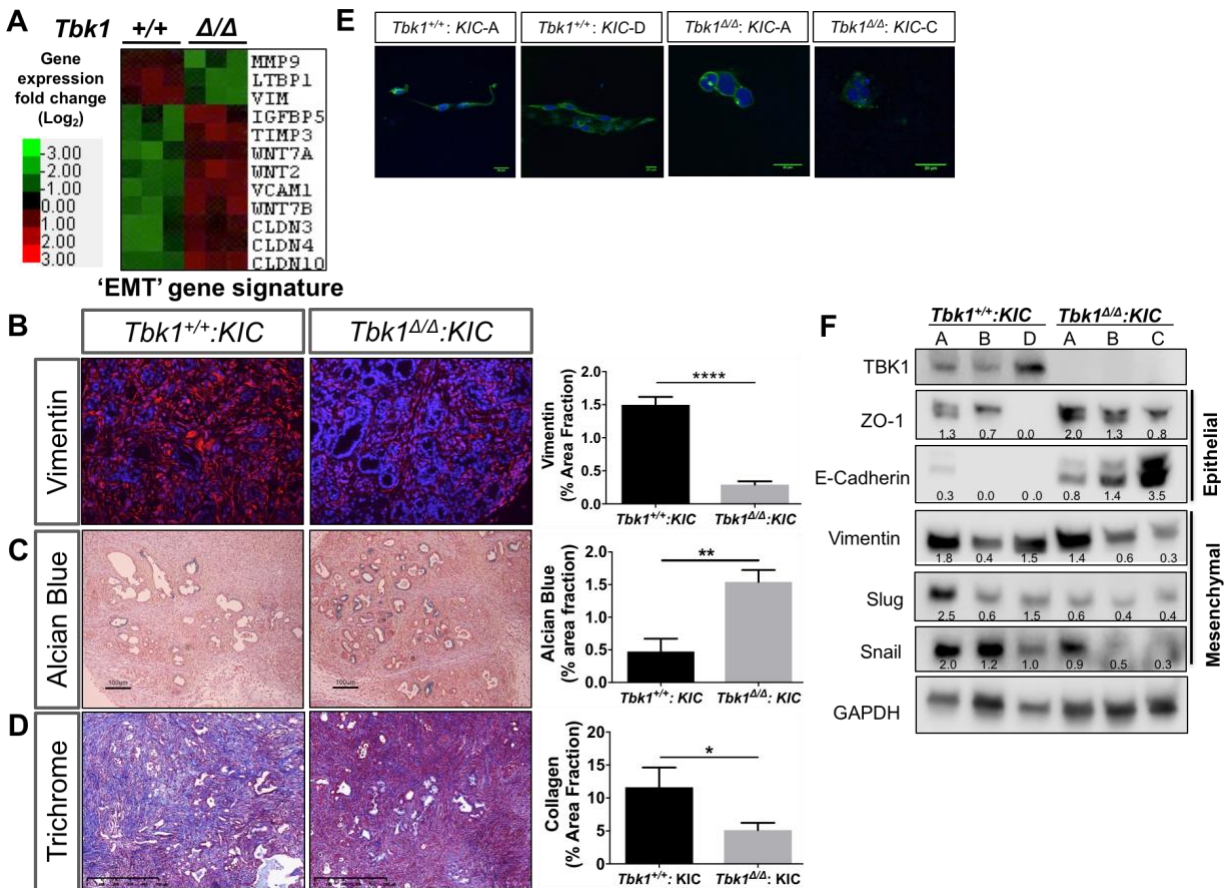 A
Tbk1 +/+ Δ/Δ
Gene
expression
fold change
(Log₂)
-3.00
-2.00
-1.00
0.00
1.00
2.00
3.00
MMP9
LTBP1
VIM
IGFBP5
TIMP3
WNT7A
WNT2
VCAM1
WNT7B
CLDN3
CLDN4
CLDN10
‘EMT’ gene signature
E
Tbk1⁺/⁺: KIC-A
Tbk1⁺/⁺: KIC-D
Tbk1Δ/Δ: KIC-A
Tbk1Δ/Δ: KIC-C
B
Tbk1⁺/⁺:KIC
Tbk1Δ/Δ:KIC
Vimentin
Vimentin
(% Area Fraction)
2.0
1.5
1.0
0.5
0.0
****
Tbk1⁺/⁺:KIC
Tbk1Δ/Δ:KIC
C
Alcian Blue
100µm
100µm
Alcian Blue
(% area fraction)
2.0
1.5
1.0
0.5
0.0
**
Tbk1⁺/⁺: KIC
Tbk1Δ/Δ: KIC
D
Trichrome
Collagen
(% Area Fraction)
20
15
10
5
0
*
Tbk1⁺/⁺: KIC
Tbk1Δ/Δ: KIC
F
Tbk1⁺/⁺:KIC Tbk1Δ/Δ:KIC
A B D A B C
TBK1
ZO-1
1.3 0.7 0.0 2.0 1.3 0.8
E-Cadherin
0.3 0.0 0.0 0.8 1.4 3.5
Epithelial
Vimentin
1.8 0.4 1.5 1.4 0.6 0.3
Slug
2.5 0.6 1.5 0.6 0.4 0.4
Snail
2.0 1.2 1.0 0.9 0.5 0.3
Mesenchymal
GAPDH